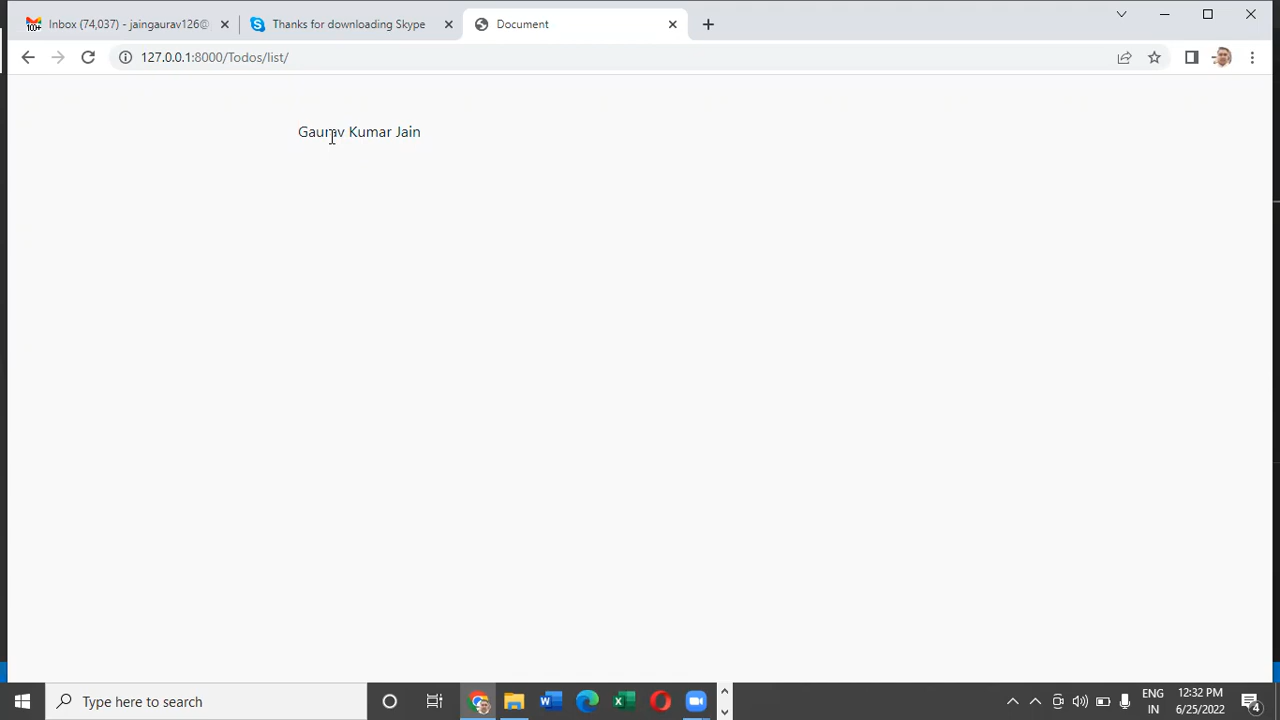 Inbox (74,037) - jaingaurav126@
Thanks for downloading Skype
Document
127.0.0.1:8000/Todos/list/
Gaurav Kumar Jain
Type here to search
ENG
IN
12:32 PM
6/25/2022
4
100+